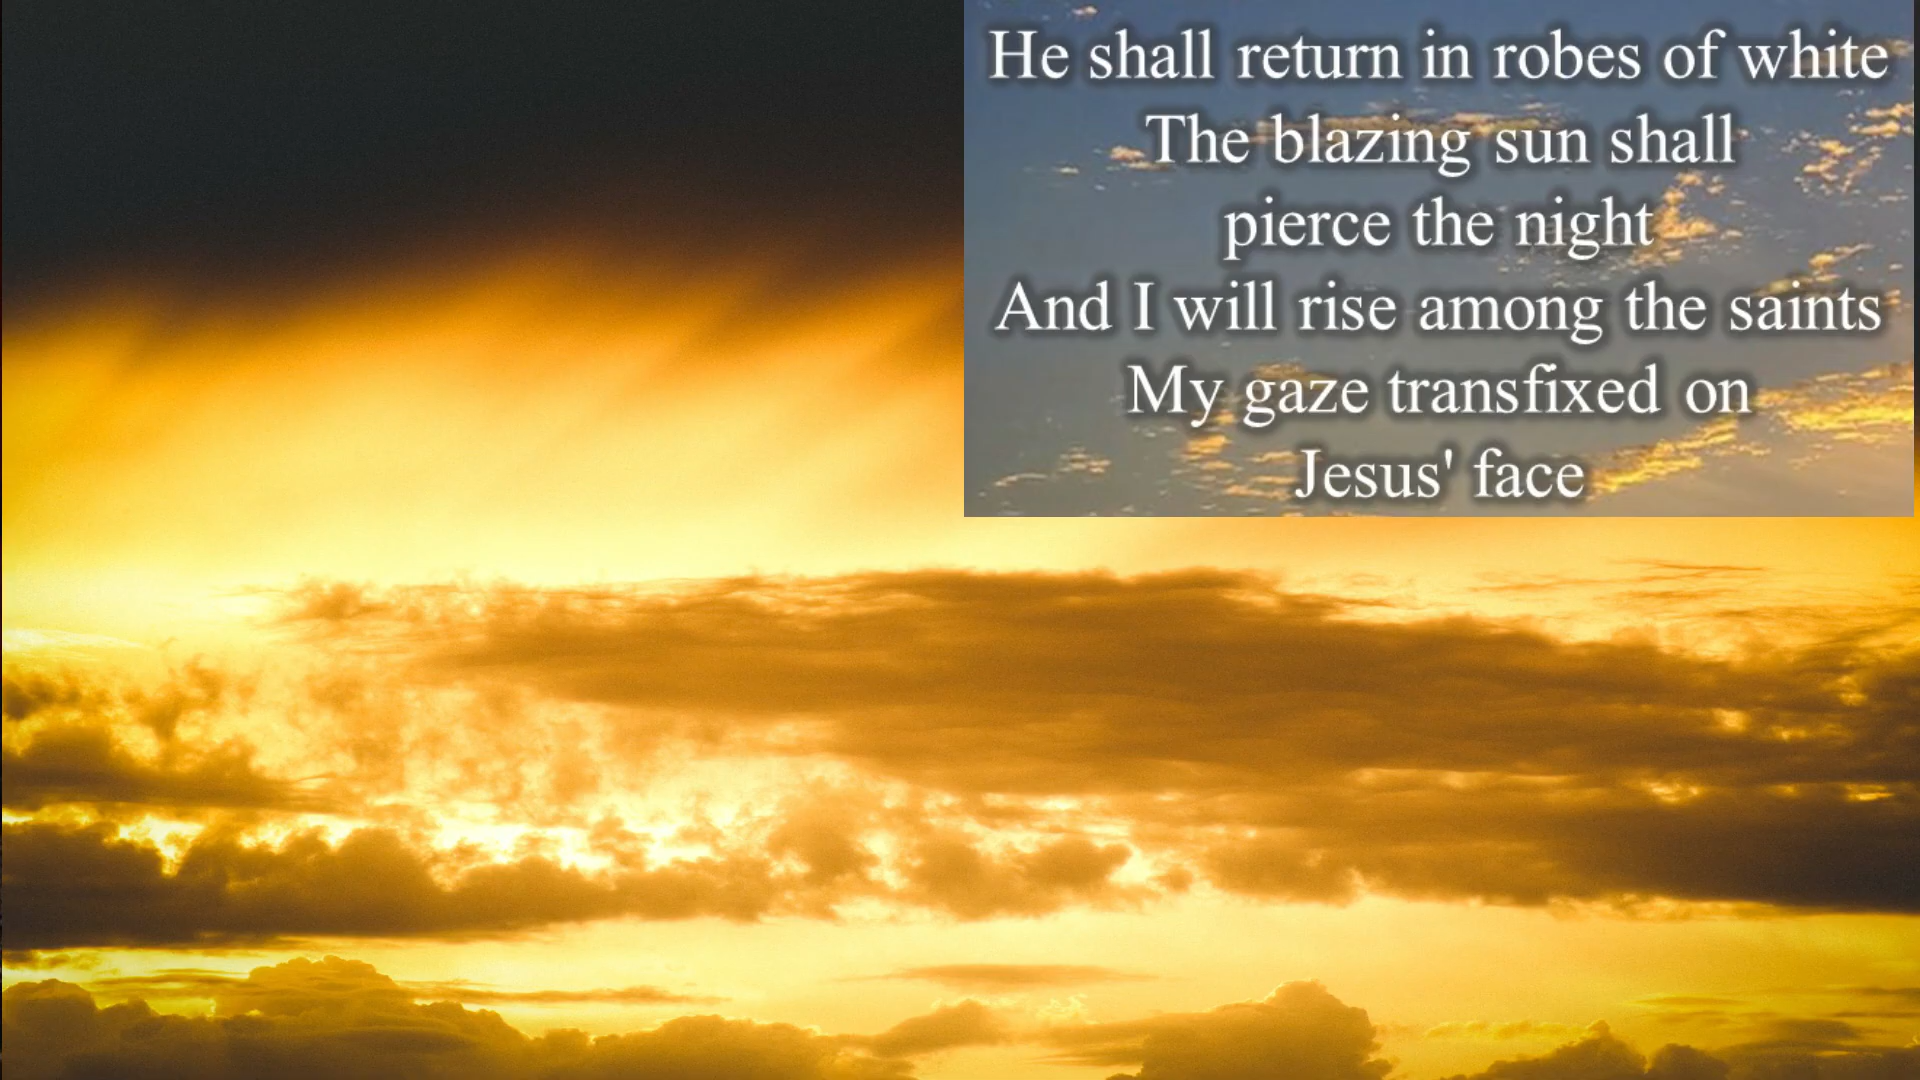 He shall return in robes of white
The blazing sun shall
pierce the night
And I will rise among the saints
My gaze transfixed on
Jesus' face